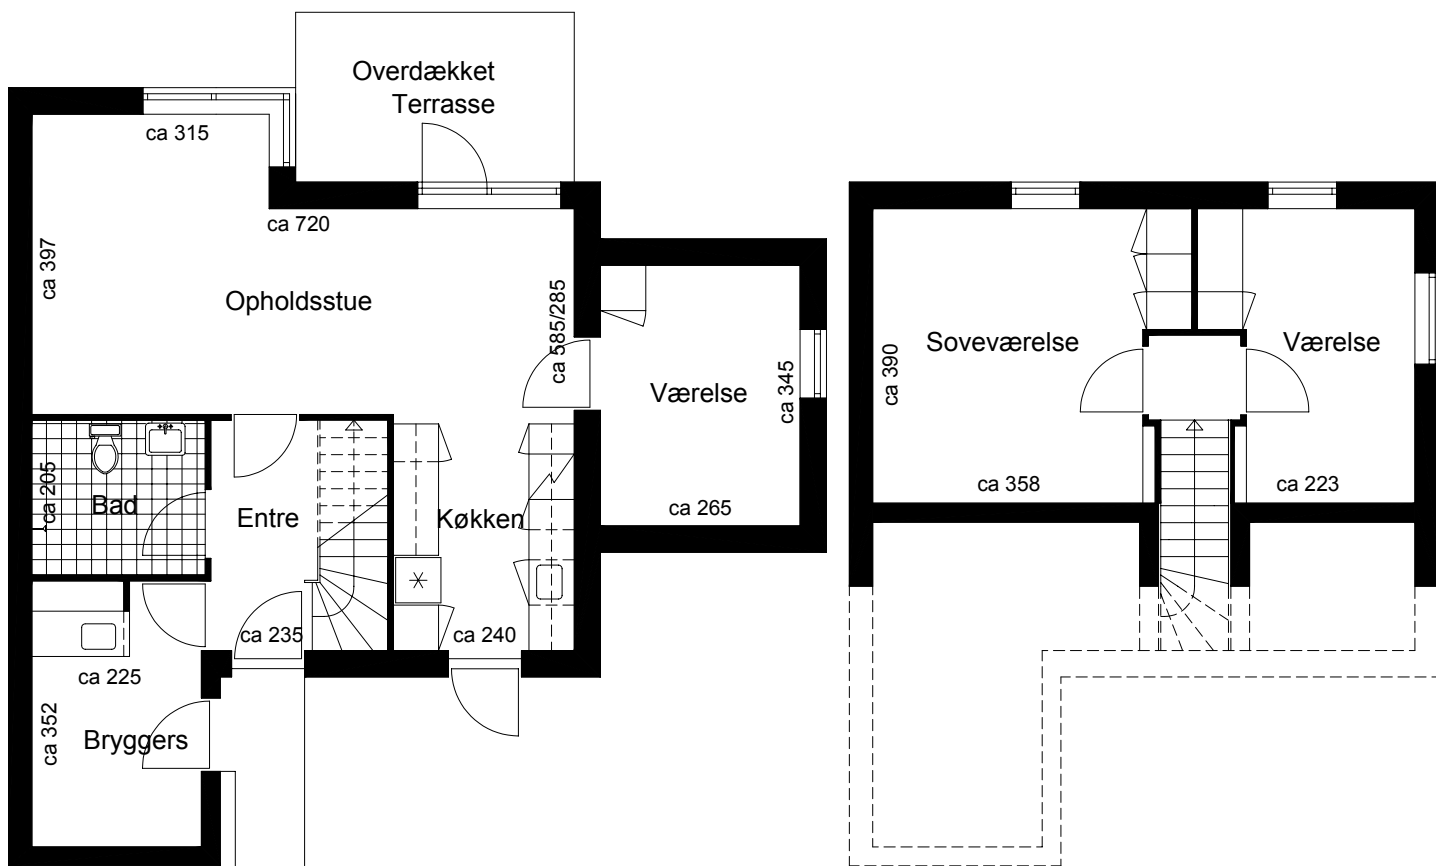 Overdækket
Terrasse
ca 315
ca 720
ca 397
Opholdsstue
ca 585/285
Værelse
ca 345
ca 265
ca 205
Bad
Entre
Køkken
ca 235
ca 240
ca 225
ca 352
Bryggers
Soveværelse
ca 390
ca 358
Værelse
ca 223